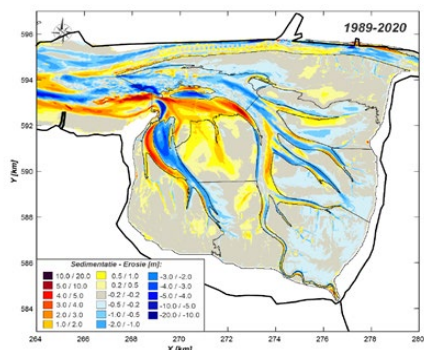 1989-2020
596
594
592
590
588
586
584
Y [km]
Sedimentatie - Erosie [m]:
10.0 / 20.0
5.0 / 10.0
4.0 / 5.0
3.0 / 4.0
2.0 / 3.0
1.0 / 2.0
0.5 / 1.0
0.2 / 0.5
-0.2 / -0.2
-0.5 / -0.2
-1.0 / -0.5
-2.0 / -1.0
-3.0 / -2.0
-4.0 / -3.0
-5.0 / -4.0
-10.0 / -5.0
-20.0 / -10.0
264 266 268 270 272 274 276 278 280
X [km]